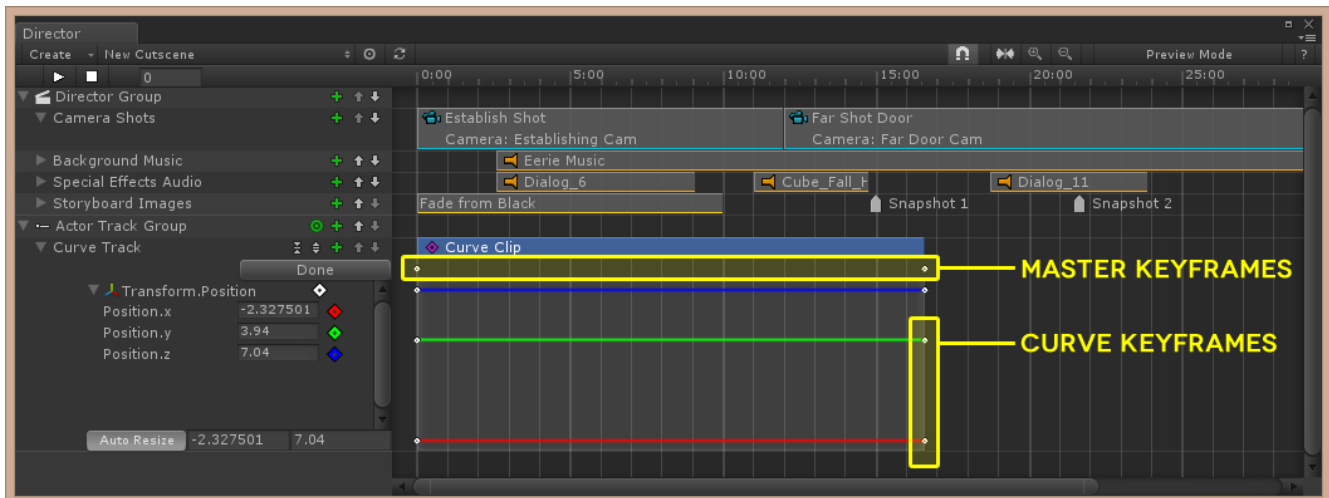 Director
Create New Cutscene Preview Mode ?
0 0:00 5:00 10:00 15:00 20:00 25:00
Director Group
Camera Shots Establish Shot Far Shot Door
Camera: Establishing Cam Camera: Far Door Cam
Background Music Eerie Music
Special Effects Audio Dialog_6 Cube_Fall_H Dialog_11
Storyboard Images Fade from Black Snapshot 1 Snapshot 2
Actor Track Group
Curve Track Curve Clip
Done MASTER KEYFRAMES
Transform.Position
Position.x -2.327501
Position.y 3.94 CURVE KEYFRAMES
Position.z 7.04
Auto Resize -2.327501 7.04